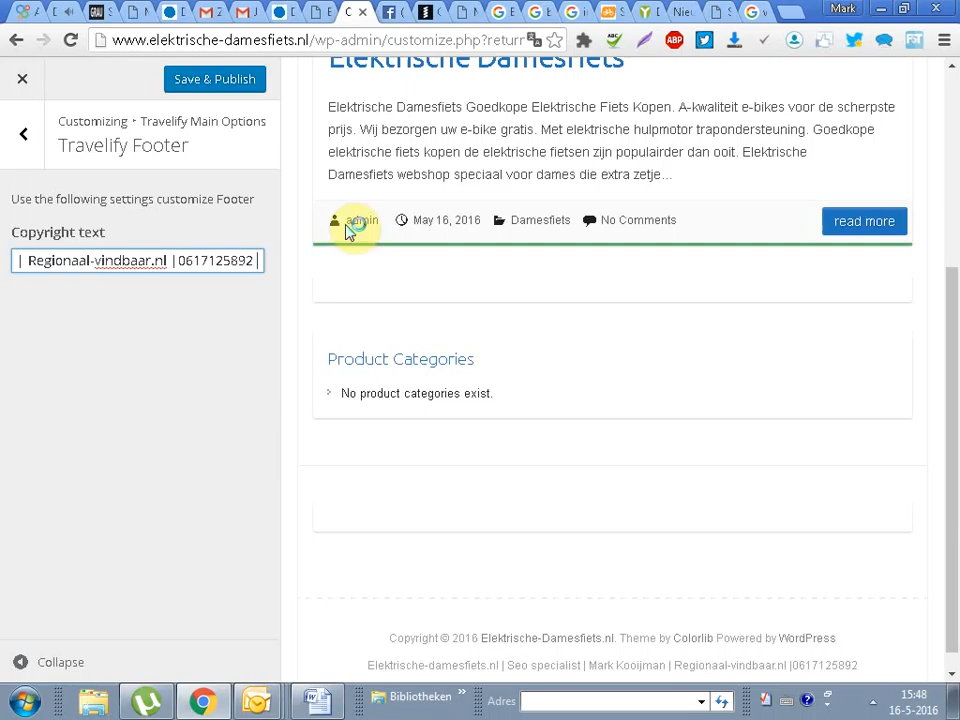 Mark
www.elektrische-damesfiets.nl/wp-admin/customize.php?return
Save & Publish
Customizing ‣ Travelify Main Options
Travelify Footer
Use the following settings customize Footer
Copyright text
| Regionaal-vindbaar.nl |0617125892
Collapse
Elektrische Damesfiets
Elektrische Damesfiets Goedkope Elektrische Fiets Kopen. A-kwaliteit e-bikes voor de scherpste
prijs. Wij bezorgen uw e-bike gratis. Met elektrische hulpmotor trapondersteuning. Goedkope
elektrische fiets kopen de elektrische fietsen zijn populairder dan ooit. Elektrische
Damesfiets webshop speciaal voor dames die extra zetje…
admin May 16, 2016 Damesfiets No Comments read more
Product Categories
No product categories exist.
Copyright © 2016 Elektrische-Damesfiets.nl. Theme by Colorlib Powered by WordPress
Elektrische-damesfiets.nl | Seo specialist | Mark Kooijman | Regionaal-vindbaar.nl |0617125892
Bibliotheken » Adres
15:48
16-5-2016